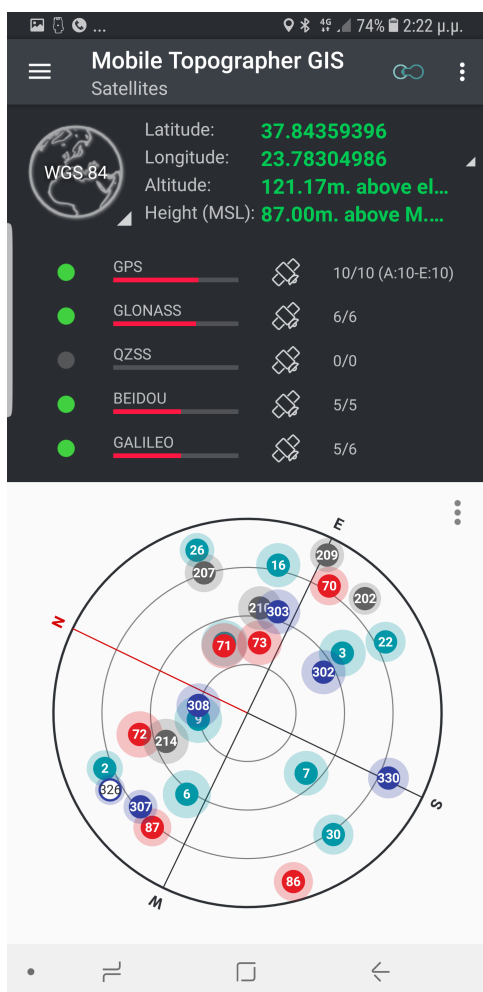 4G 74% 2:22 μ.μ.
Mobile Topographer GIS
Satellites
WGS 84
Latitude: 37.84359396
Longitude: 23.78304986
Altitude: 121.17m. above el...
Height (MSL): 87.00m. above M....
GPS 10/10 (A:10-E:10)
GLONASS 6/6
QZSS 0/0
BEIDOU 5/5
GALILEO 5/6
E
26
209
16
207
70
202
210
303
N
22
71
73
3
302
308
9
72
214
2
7
330
326
6
S
307
87
30
86
W